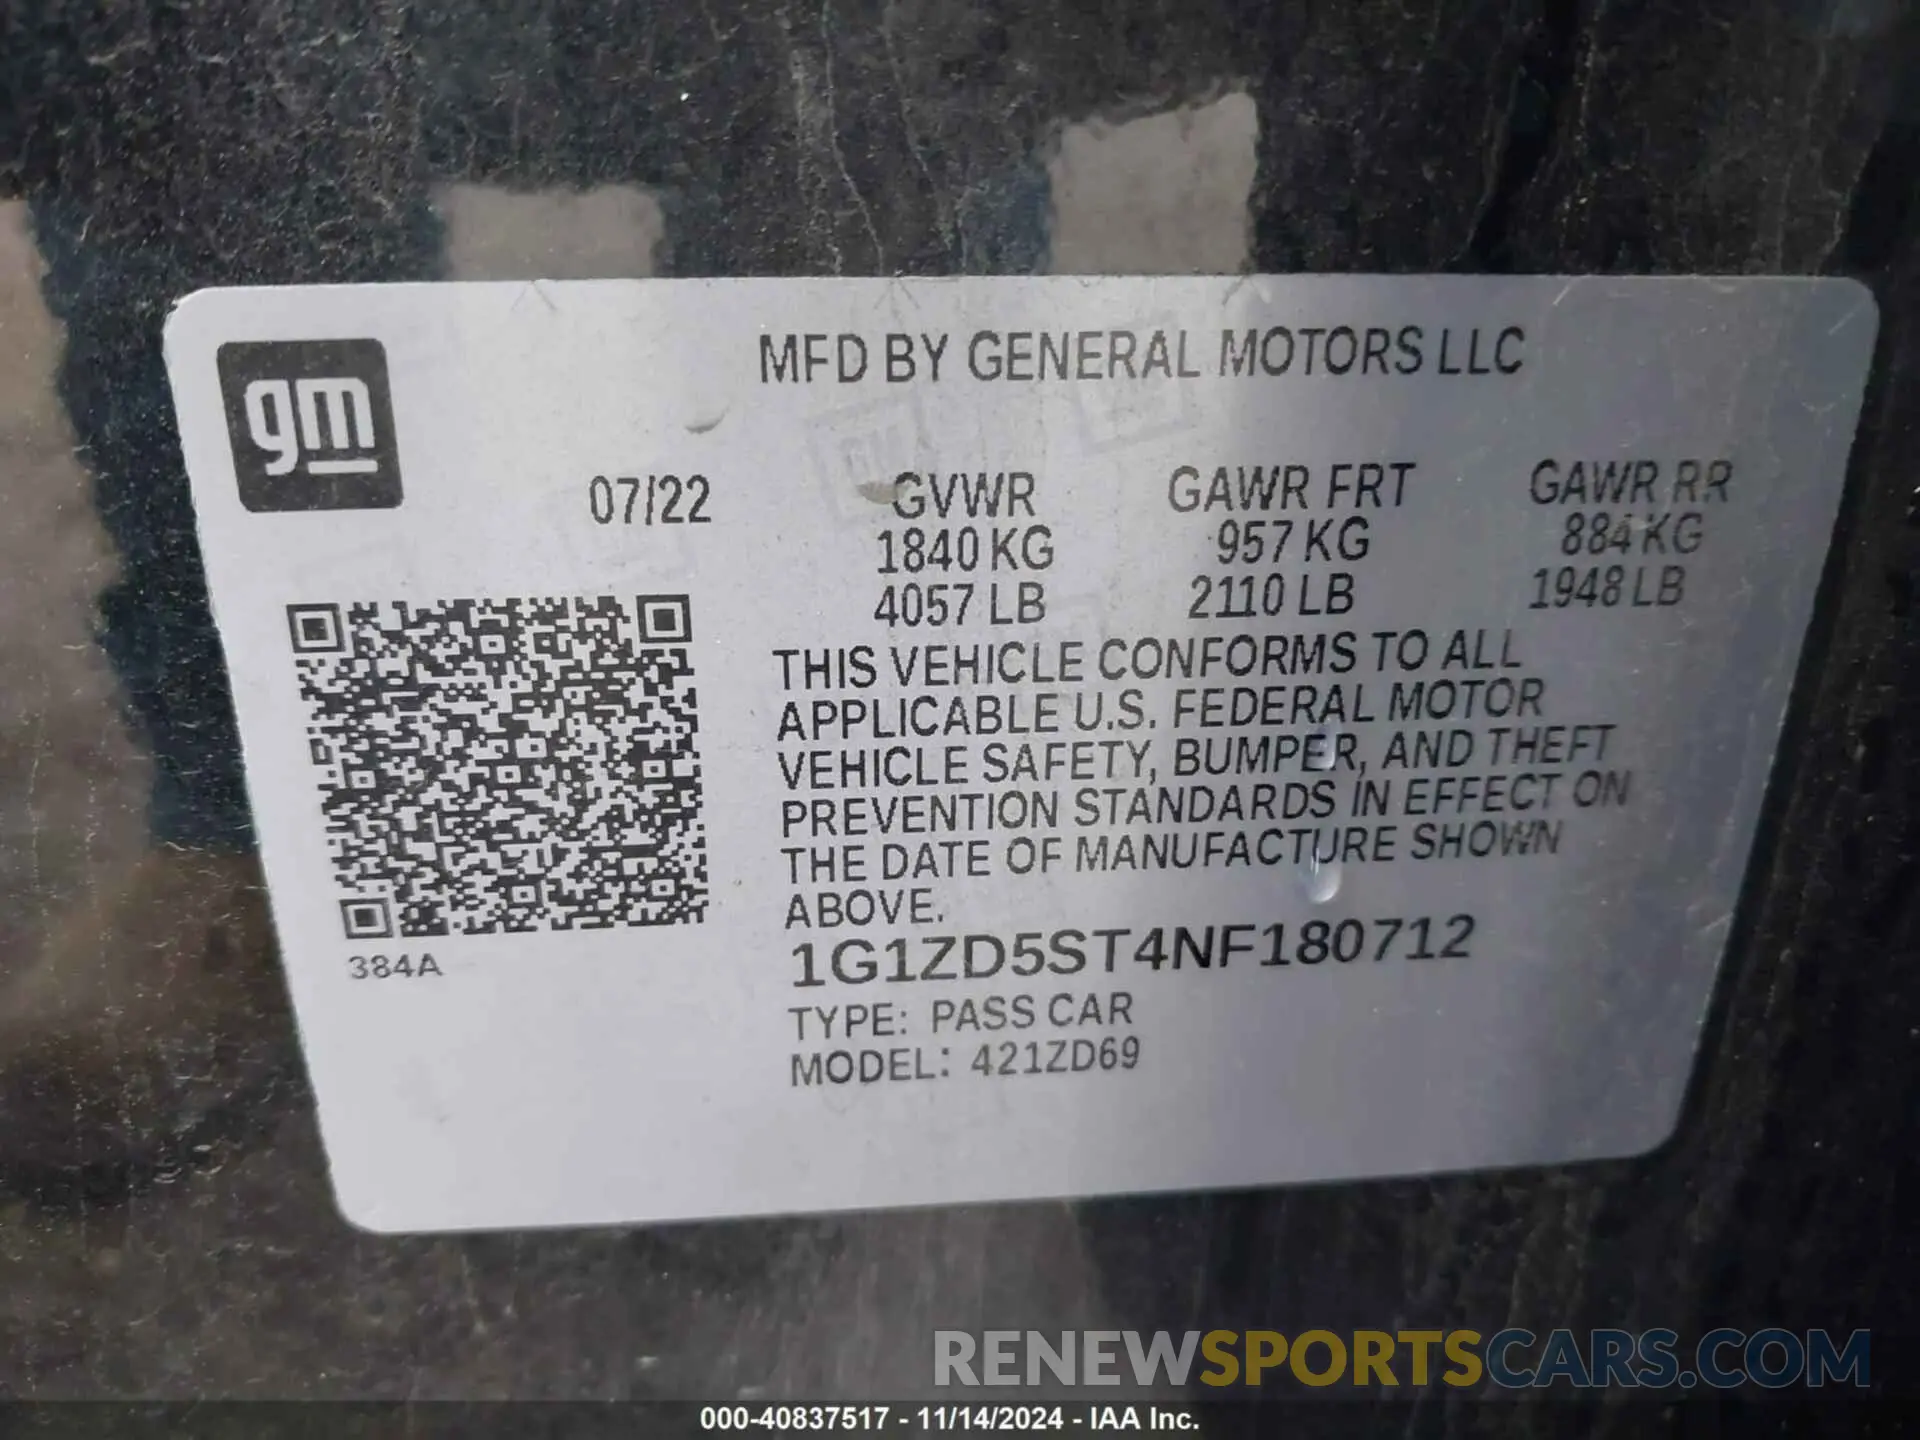 gm
MFD BY GENERAL MOTORS LLC
07/22 GVWR GAWR FRT GAWR RR
1840 KG 957 KG 884 KG
4057 LB 2110 LB 1948 LB
THIS VEHICLE CONFORMS TO ALL
APPLICABLE U.S. FEDERAL MOTOR
VEHICLE SAFETY, BUMPER, AND THEFT
PREVENTION STANDARDS IN EFFECT ON
THE DATE OF MANUFACTURE SHOWN
ABOVE.
384A
1G1ZD5ST4NF180712
TYPE: PASS CAR
MODEL: 421ZD69
RENEWSPORTSCARS.COM
000-40837517 - 11/14/2024 - IAA Inc.